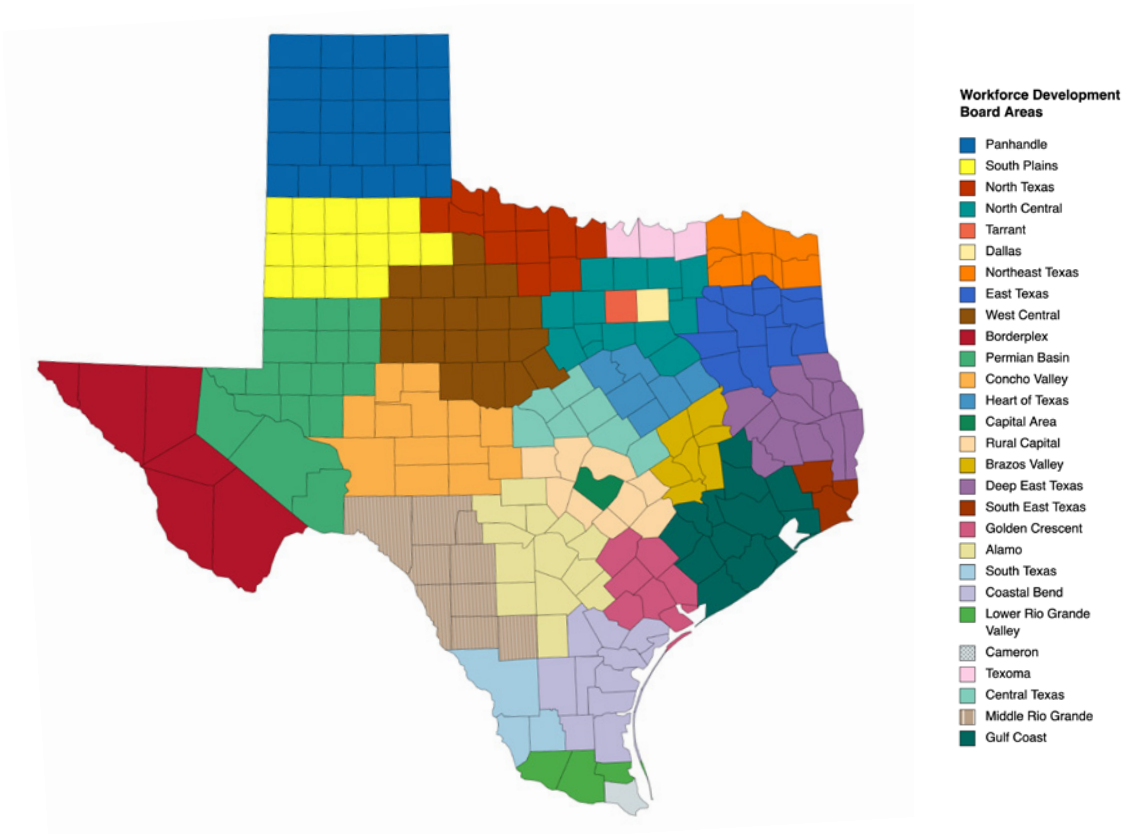 Workforce Development
Board Areas
Panhandle
South Plains
North Texas
North Central
Tarrant
Dallas
Northeast Texas
East Texas
West Central
Borderplex
Permian Basin
Concho Valley
Heart of Texas
Capital Area
Rural Capital
Brazos Valley
Deep East Texas
South East Texas
Golden Crescent
Alamo
South Texas
Coastal Bend
Lower Rio Grande
Valley
Cameron
Texoma
Central Texas
Middle Rio Grande
Gulf Coast